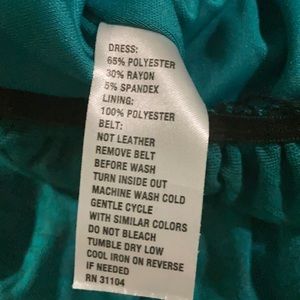 DRESS:
65% POLYESTER
30% RAYON
5% SPANDEX
LINING:
100% POLYESTER
BELT:
NOT LEATHER
REMOVE BELT
BEFORE WASH
TURN INSIDE OUT
MACHINE WASH COLD
GENTLE CYCLE
WITH SIMILAR COLORS
DO NOT BLEACH
TUMBLE DRY LOW
COOL IRON ON REVERSE
IF NEEDED
RN 31104